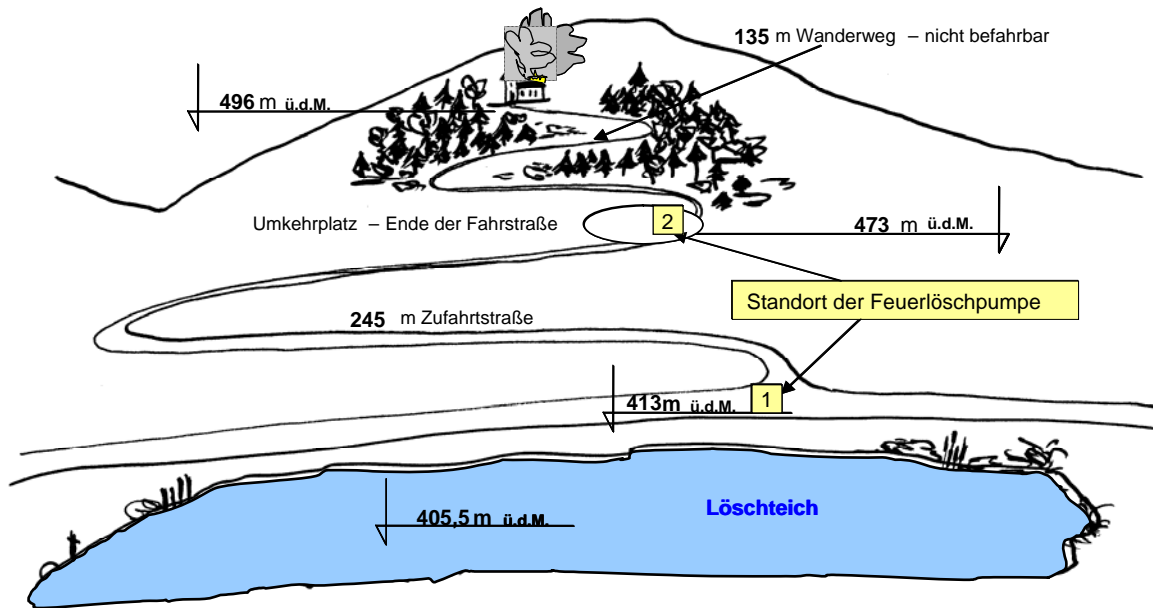 135 m Wanderweg – nicht befahrbar
496 m ü.d.M.
Umkehrplatz – Ende der Fahrstraße
2
473 m ü.d.M.
Standort der Feuerlöschpumpe
245 m Zufahrtstraße
413m ü.d.M.
1
405,5 m ü.d.M.
Löschteich